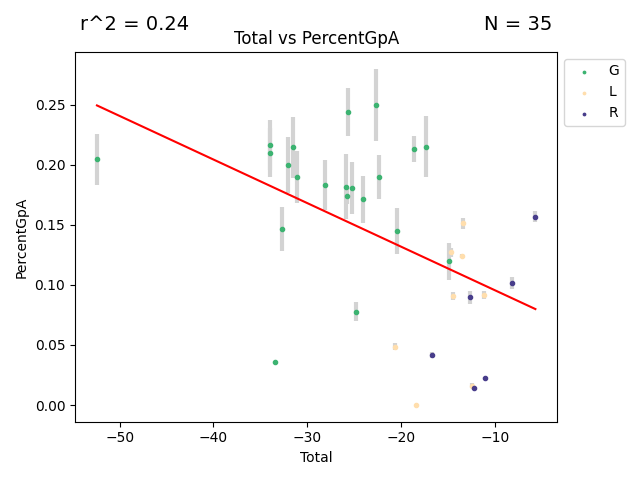 r^2 = 0.24
N = 35
Total vs PercentGpA
G
L
R
0.25
0.20
0.15
0.10
0.05
0.00
PercentGpA
−50
−40
−30
−20
−10
Total